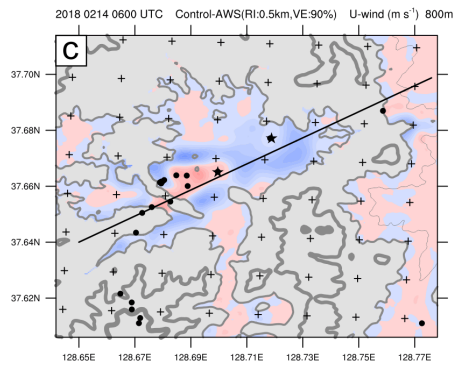 2018 0214 0600 UTC Control-AWS(RI:0.5km,VE:90%) U-wind (m s⁻¹) 800m
C
37.70N
37.68N
37.66N
37.64N
37.62N
128.65E 128.67E 128.69E 128.71E 128.73E 128.75E 128.77E